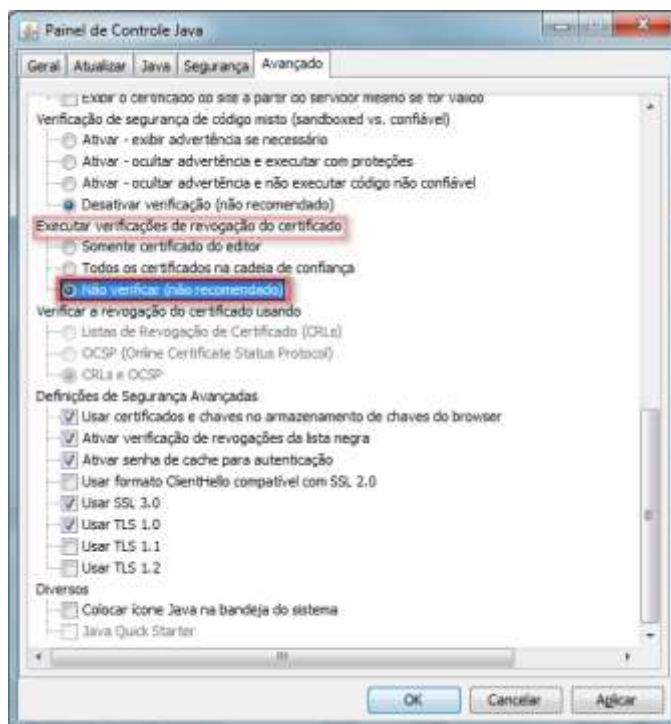 Painel de Controle Java
Geral Atualizar Java Segurança Avançado
Exibir o certificado do site a partir do servidor mesmo se for válido
Verificação de segurança de código misto (sandboxed vs. confiável)
Ativar - exibir advertência se necessário
Ativar - ocultar advertência e executar com proteções
Ativar - ocultar advertência e não executar código não confiável
Desativar verificação (não recomendado)
Executar verificações de revogação do certificado
Somente certificado do editor
Todos os certificados na cadeia de confiança
Não verificar (não recomendado)
Verificar a revogação do certificado usando
Listas de Revogação de Certificado (CRLs)
OCSP (Online Certificate Status Protocol)
CRLs e OCSP
Definições de Segurança Avançadas
Usar certificados e chaves no armazenamento de chaves do browser
Ativar verificação de revogações da lista negra
Ativar senha de cache para autenticação
Usar formato ClientHello compatível com SSL 2.0
Usar SSL 3.0
Usar TLS 1.0
Usar TLS 1.1
Usar TLS 1.2
Diversos
Colocar ícone Java na bandeja do sistema
Java Quick Starter
OK Cancelar Aplicar